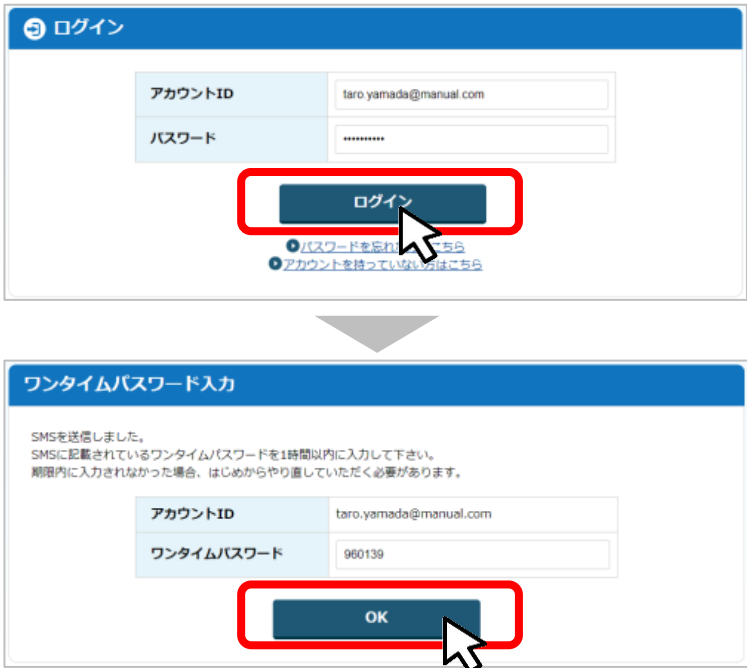 ログイン
アカウントID
taro.yamada@manual.com
パスワード
••••••••••
ログイン
パスワードを忘れ こちら
アカウントを持っていない方はこちら
ワンタイムパスワード入力
SMSを送信しました。
SMSに記載されているワンタイムパスワードを1時間以内に入力して下さい。
期限内に入力されなかった場合、はじめからやり直していただく必要があります。
アカウントID
taro.yamada@manual.com
ワンタイムパスワード
960139
OK